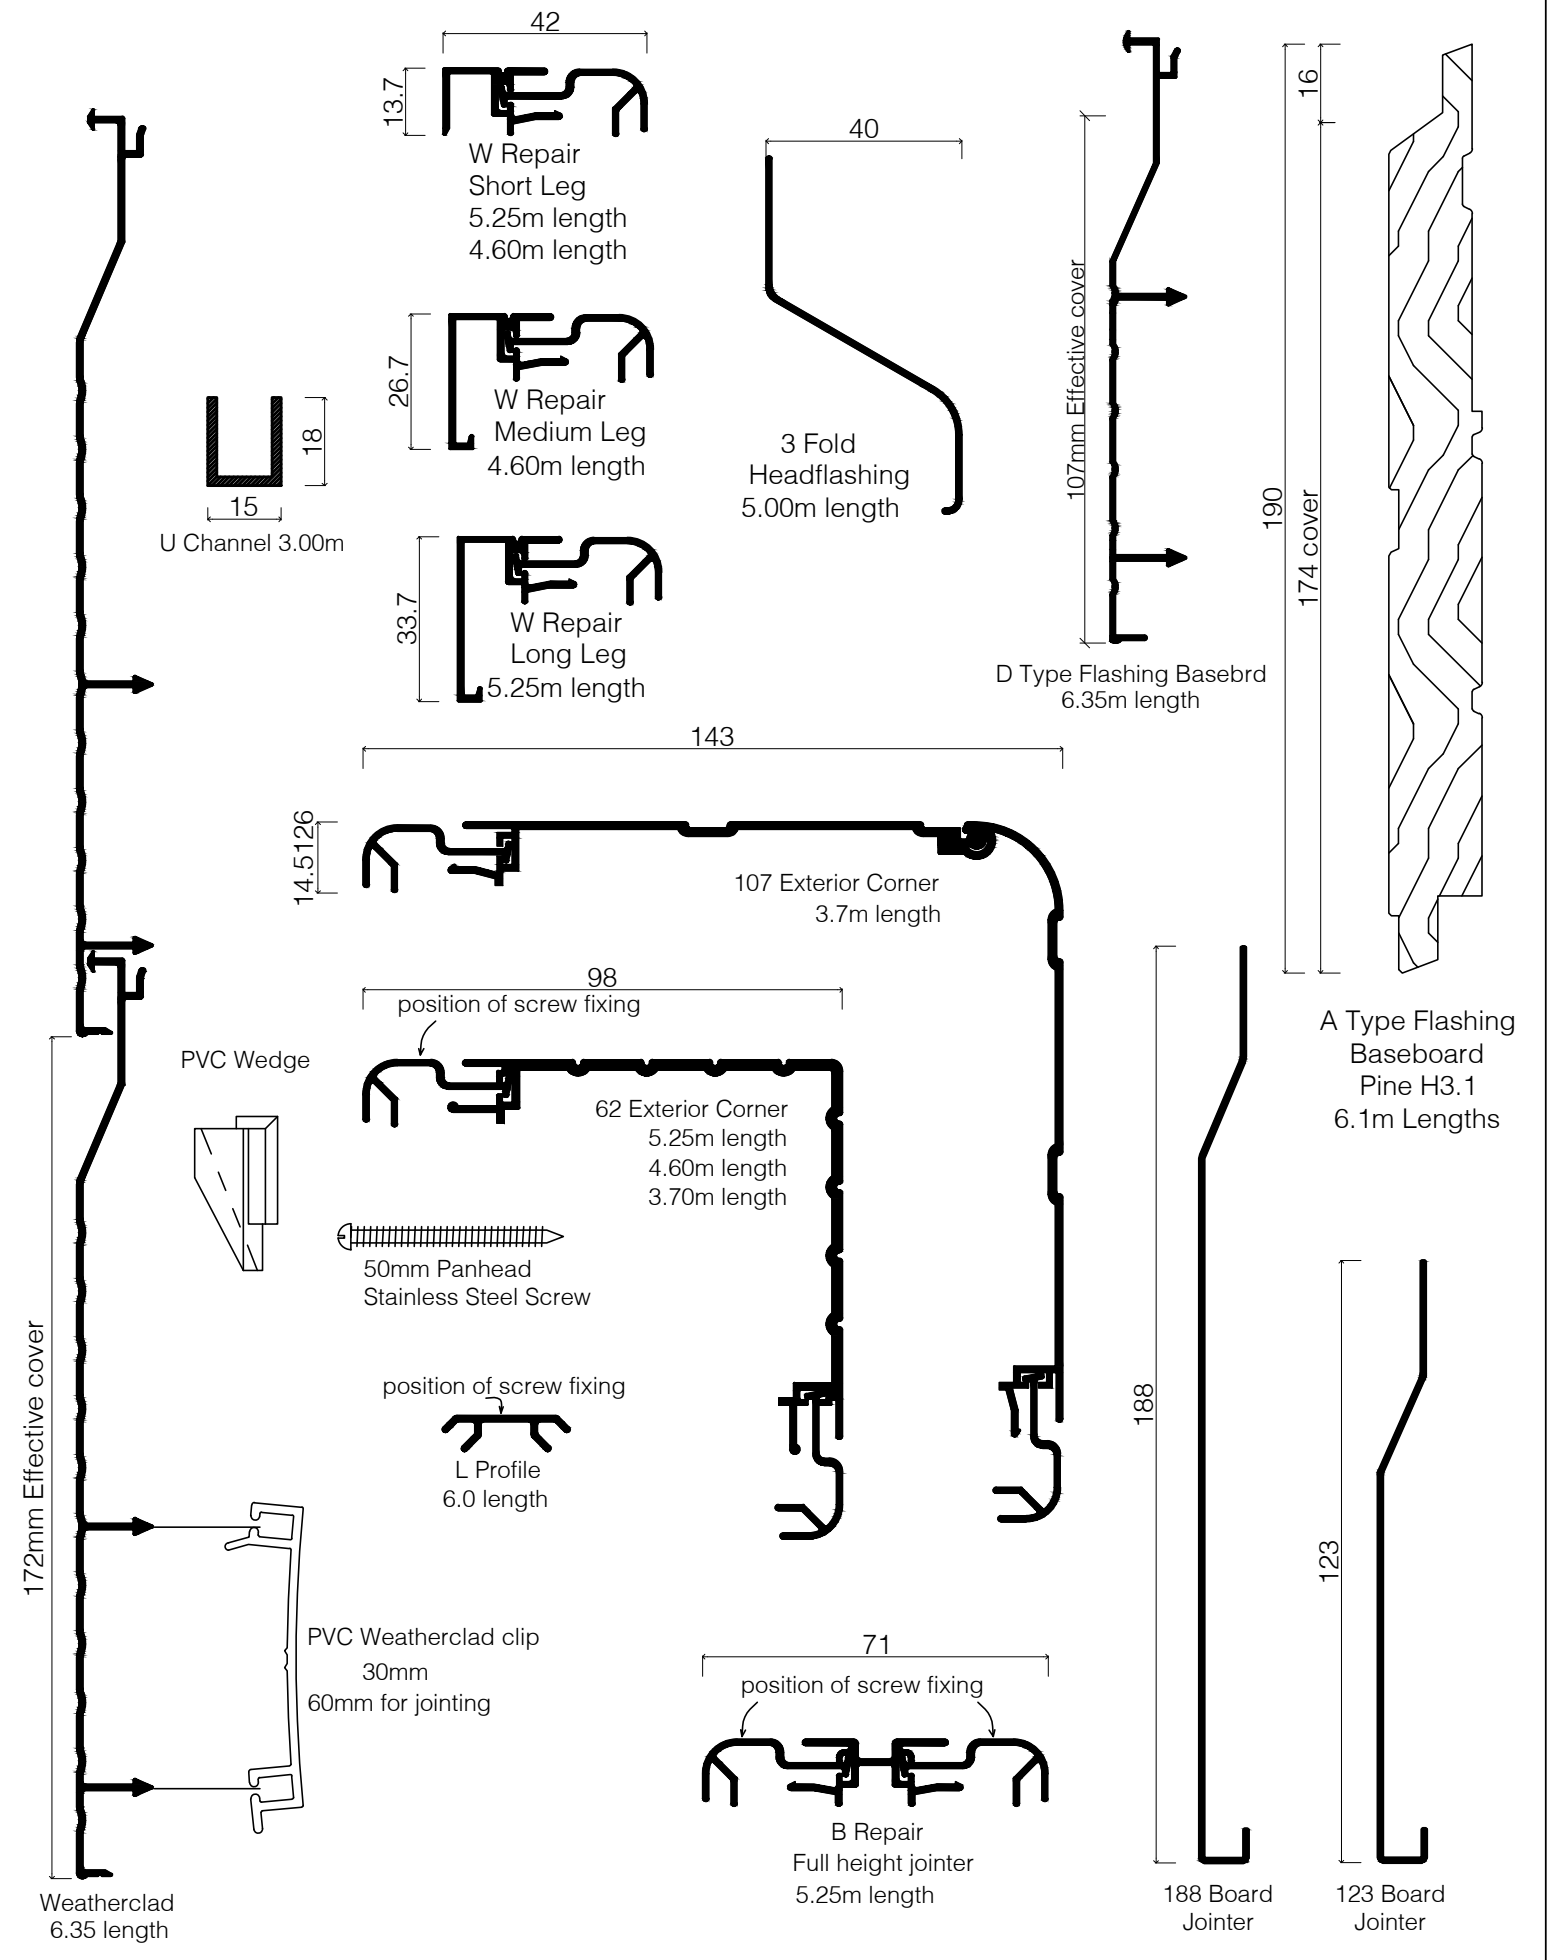 42
13.7
W Repair
Short Leg
5.25m length
4.60m length
26.7
W Repair
Medium Leg
4.60m length
33.7
W Repair
Long Leg
5.25m length
18
15
U Channel 3.00m
40
3 Fold
Headflashing
5.00m length
107mm Effective cover
D Type Flashing Basebrd
6.35m length
16
190
174 cover
A Type Flashing
Baseboard
Pine H3.1
6.1m Lengths
143
14.5126
107 Exterior Corner
3.7m length
98
position of screw fixing
62 Exterior Corner
5.25m length
4.60m length
3.70m length
PVC Wedge
50mm Panhead
Stainless Steel Screw
position of screw fixing
L Profile
6.0 length
172mm Effective cover
PVC Weatherclad clip
30mm
60mm for jointing
Weatherclad
6.35 length
71
position of screw fixing
B Repair
Full height jointer
5.25m length
188
188 Board
Jointer
123
123 Board
Jointer